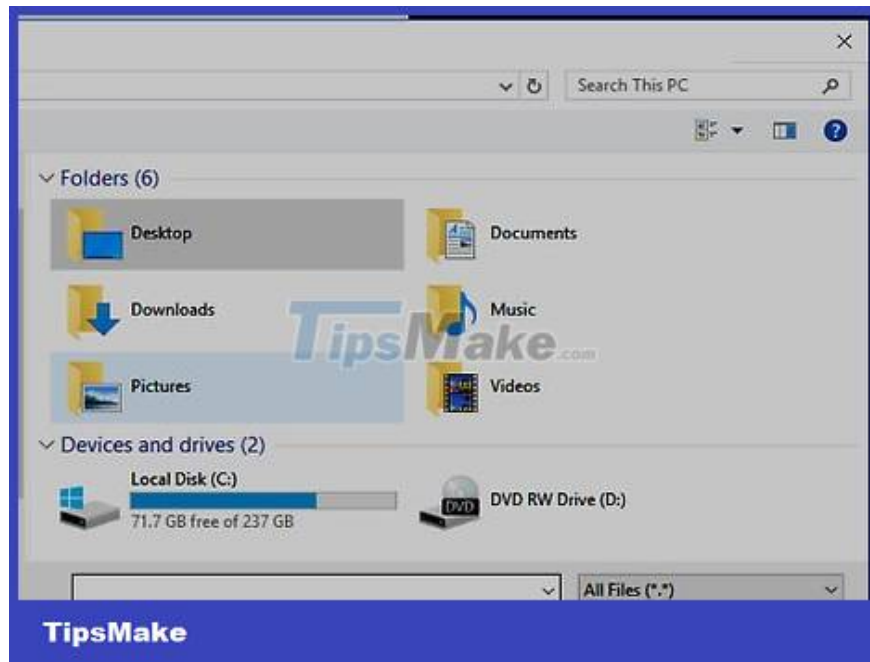 Search This PC
Folders (6)
Desktop
Documents
Downloads
Music
TipsMake.com
Pictures
Videos
Devices and drives (2)
Local Disk (C:)
71.7 GB free of 237 GB
DVD
DVD RW Drive (D:)
All Files (*.*)
TipsMake